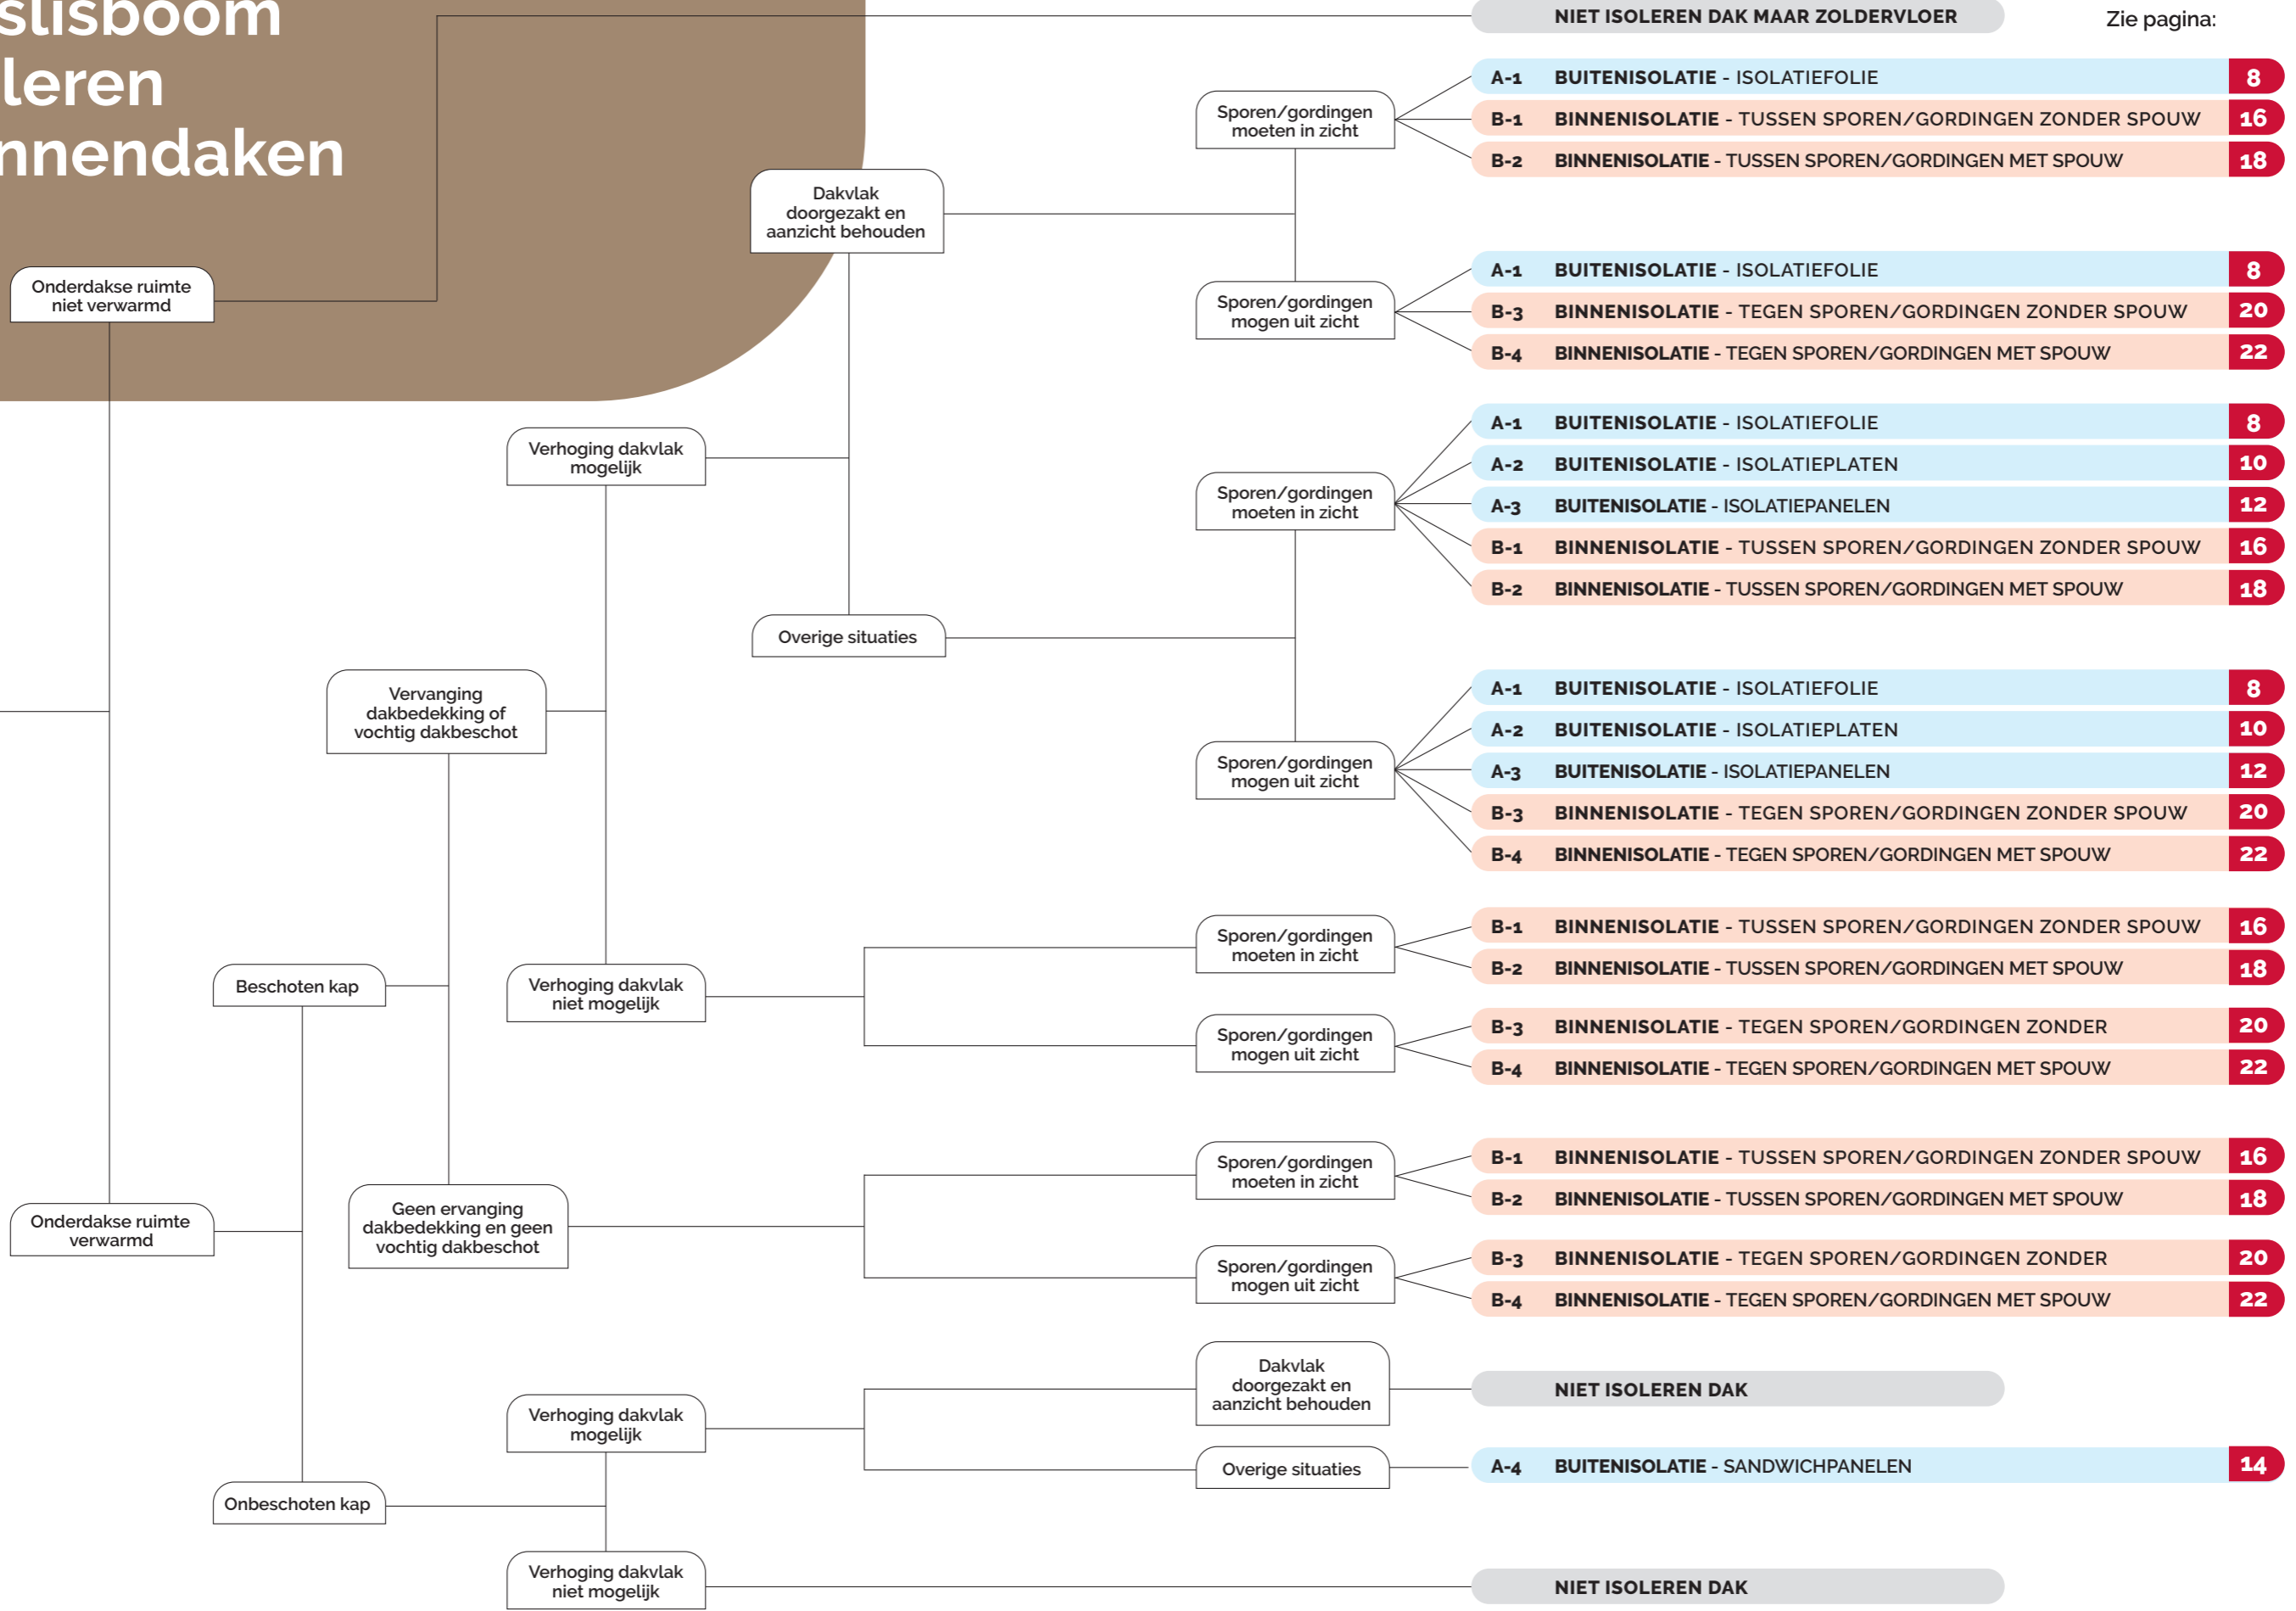 slisboom
leren
nnendaken
NIET ISOLEREN DAK MAAR ZOLDERVLOER
Zie pagina:
Onderdakse ruimte
niet verwarmd
Dakvlak
doorgezakt en
aanzicht behouden
Sporen/gordingen
moeten in zicht
A-1 BUITENISOLATIE - ISOLATIEFOLIE 8
B-1 BINNENISOLATIE - TUSSEN SPOREN/GORDINGEN ZONDER SPOUW 16
B-2 BINNENISOLATIE - TUSSEN SPOREN/GORDINGEN MET SPOUW 18
Sporen/gordingen
mogen uit zicht
A-1 BUITENISOLATIE - ISOLATIEFOLIE 8
B-3 BINNENISOLATIE - TEGEN SPOREN/GORDINGEN ZONDER SPOUW 20
B-4 BINNENISOLATIE - TEGEN SPOREN/GORDINGEN MET SPOUW 22
Verhoging dakvlak
mogelijk
Sporen/gordingen
moeten in zicht
A-1 BUITENISOLATIE - ISOLATIEFOLIE 8
A-2 BUITENISOLATIE - ISOLATIEPLATEN 10
A-3 BUITENISOLATIE - ISOLATIEPANELEN 12
B-1 BINNENISOLATIE - TUSSEN SPOREN/GORDINGEN ZONDER SPOUW 16
B-2 BINNENISOLATIE - TUSSEN SPOREN/GORDINGEN MET SPOUW 18
Overige situaties
Vervanging
dakbedekking of
vochtig dakbeschot
Sporen/gordingen
mogen uit zicht
A-1 BUITENISOLATIE - ISOLATIEFOLIE 8
A-2 BUITENISOLATIE - ISOLATIEPLATEN 10
A-3 BUITENISOLATIE - ISOLATIEPANELEN 12
B-3 BINNENISOLATIE - TEGEN SPOREN/GORDINGEN ZONDER SPOUW 20
B-4 BINNENISOLATIE - TEGEN SPOREN/GORDINGEN MET SPOUW 22
Beschoten kap
Verhoging dakvlak
niet mogelijk
Sporen/gordingen
moeten in zicht
B-1 BINNENISOLATIE - TUSSEN SPOREN/GORDINGEN ZONDER SPOUW 16
B-2 BINNENISOLATIE - TUSSEN SPOREN/GORDINGEN MET SPOUW 18
Sporen/gordingen
mogen uit zicht
B-3 BINNENISOLATIE - TEGEN SPOREN/GORDINGEN ZONDER 20
B-4 BINNENISOLATIE - TEGEN SPOREN/GORDINGEN MET SPOUW 22
Onderdakse ruimte
verwarmd
Geen ervanging
dakbedekking en geen
vochtig dakbeschot
Sporen/gordingen
moeten in zicht
B-1 BINNENISOLATIE - TUSSEN SPOREN/GORDINGEN ZONDER SPOUW 16
B-2 BINNENISOLATIE - TUSSEN SPOREN/GORDINGEN MET SPOUW 18
Sporen/gordingen
mogen uit zicht
B-3 BINNENISOLATIE - TEGEN SPOREN/GORDINGEN ZONDER 20
B-4 BINNENISOLATIE - TEGEN SPOREN/GORDINGEN MET SPOUW 22
Verhoging dakvlak
mogelijk
Dakvlak
doorgezakt en
aanzicht behouden
NIET ISOLEREN DAK
Overige situaties
A-4 BUITENISOLATIE - SANDWICHPANELEN 14
Onbeschoten kap
Verhoging dakvlak
niet mogelijk
NIET ISOLEREN DAK